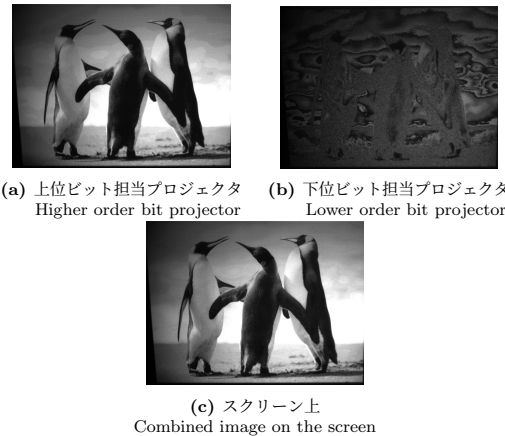 (a) 上位ビット担当プロジェクタ
Higher order bit projector
(b) 下位ビット担当プロジェクタ
Lower order bit projector
(c) スクリーン上
Combined image on the screen